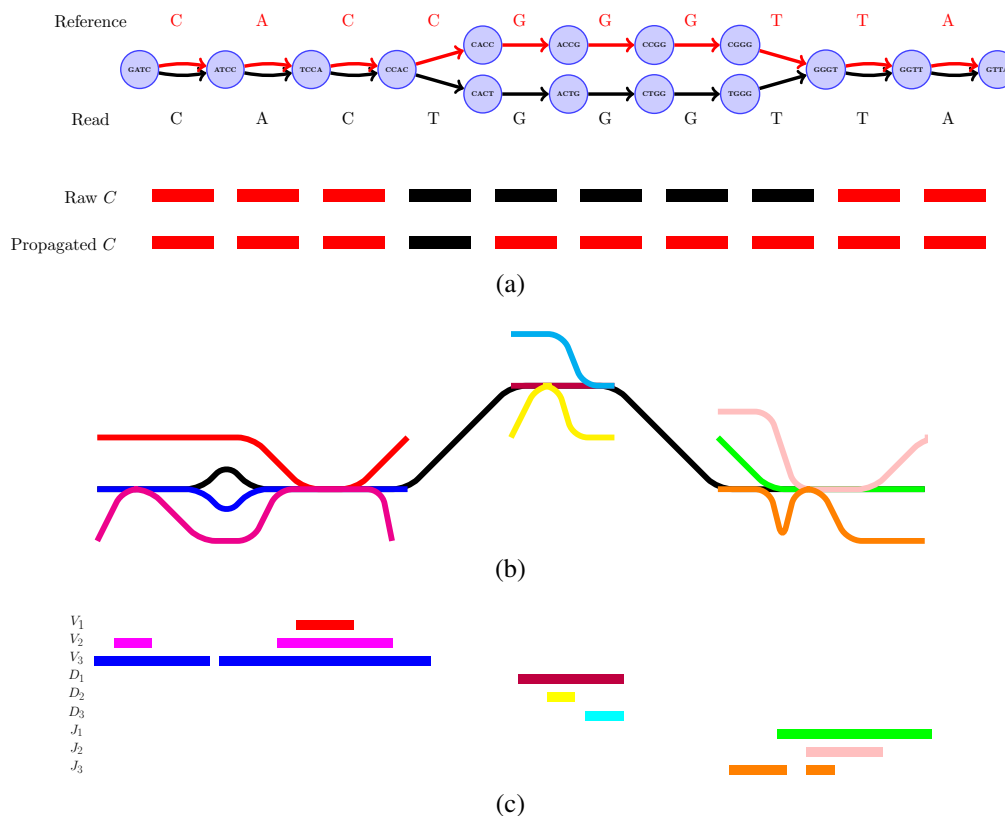 Reference C A C C G G G T T A
CACC ACCG CCGG CGGG
GATC ATCC TCCA CCAC GGGT GGTT GTTA
CACT ACTG CTGG TGGG
Read C A C T G G G T T A
Raw C
Propagated C
(a)
(b)
V1
V2
V3
D1
D2
D3
J1
J2
J3
(c)